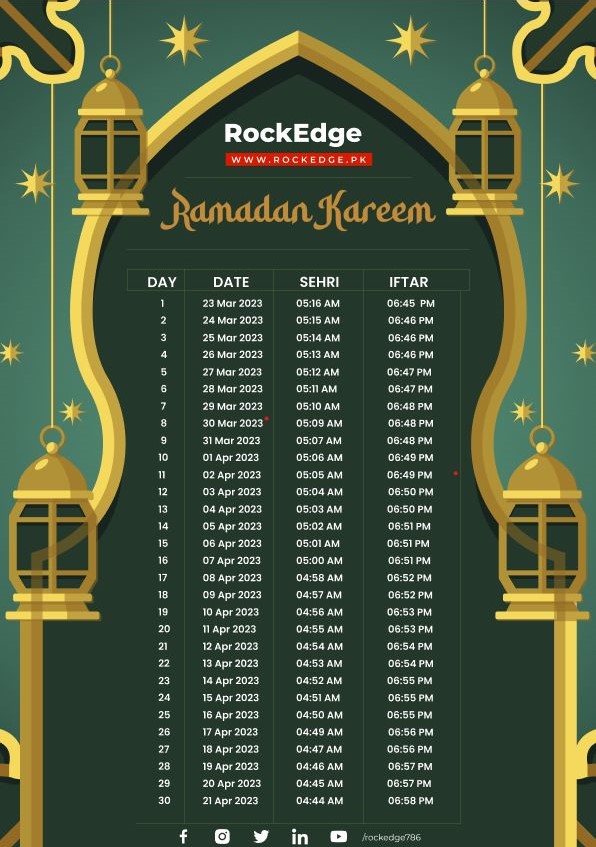 RockEdge
WWW.ROCKEDGE.PK
Ramadan Kareem
DAY DATE SEHRI IFTAR
1 23 Mar 2023 05:16 AM 06:45 PM
2 24 Mar 2023 05:15 AM 06:46 PM
3 25 Mar 2023 05:14 AM 06:46 PM
4 26 Mar 2023 05:13 AM 06:46 PM
5 27 Mar 2023 05:12 AM 06:47 PM
6 28 Mar 2023 05:11 AM 06:47 PM
7 29 Mar 2023 05:10 AM 06:48 PM
8 30 Mar 2023 05:09 AM 06:48 PM
9 31 Mar 2023 05:07 AM 06:48 PM
10 01 Apr 2023 05:06 AM 06:49 PM
11 02 Apr 2023 05:05 AM 06:49 PM
12 03 Apr 2023 05:04 AM 06:50 PM
13 04 Apr 2023 05:03 AM 06:50 PM
14 05 Apr 2023 05:02 AM 06:51 PM
15 06 Apr 2023 05:01 AM 06:51 PM
16 07 Apr 2023 05:00 AM 06:51 PM
17 08 Apr 2023 04:58 AM 06:52 PM
18 09 Apr 2023 04:57 AM 06:52 PM
19 10 Apr 2023 04:56 AM 06:53 PM
20 11 Apr 2023 04:55 AM 06:53 PM
21 12 Apr 2023 04:54 AM 06:54 PM
22 13 Apr 2023 04:53 AM 06:54 PM
23 14 Apr 2023 04:52 AM 06:55 PM
24 15 Apr 2023 04:51 AM 06:55 PM
25 16 Apr 2023 04:50 AM 06:55 PM
26 17 Apr 2023 04:49 AM 06:56 PM
27 18 Apr 2023 04:47 AM 06:56 PM
28 19 Apr 2023 04:46 AM 06:57 PM
29 20 Apr 2023 04:45 AM 06:57 PM
30 21 Apr 2023 04:44 AM 06:58 PM
/rockedge786